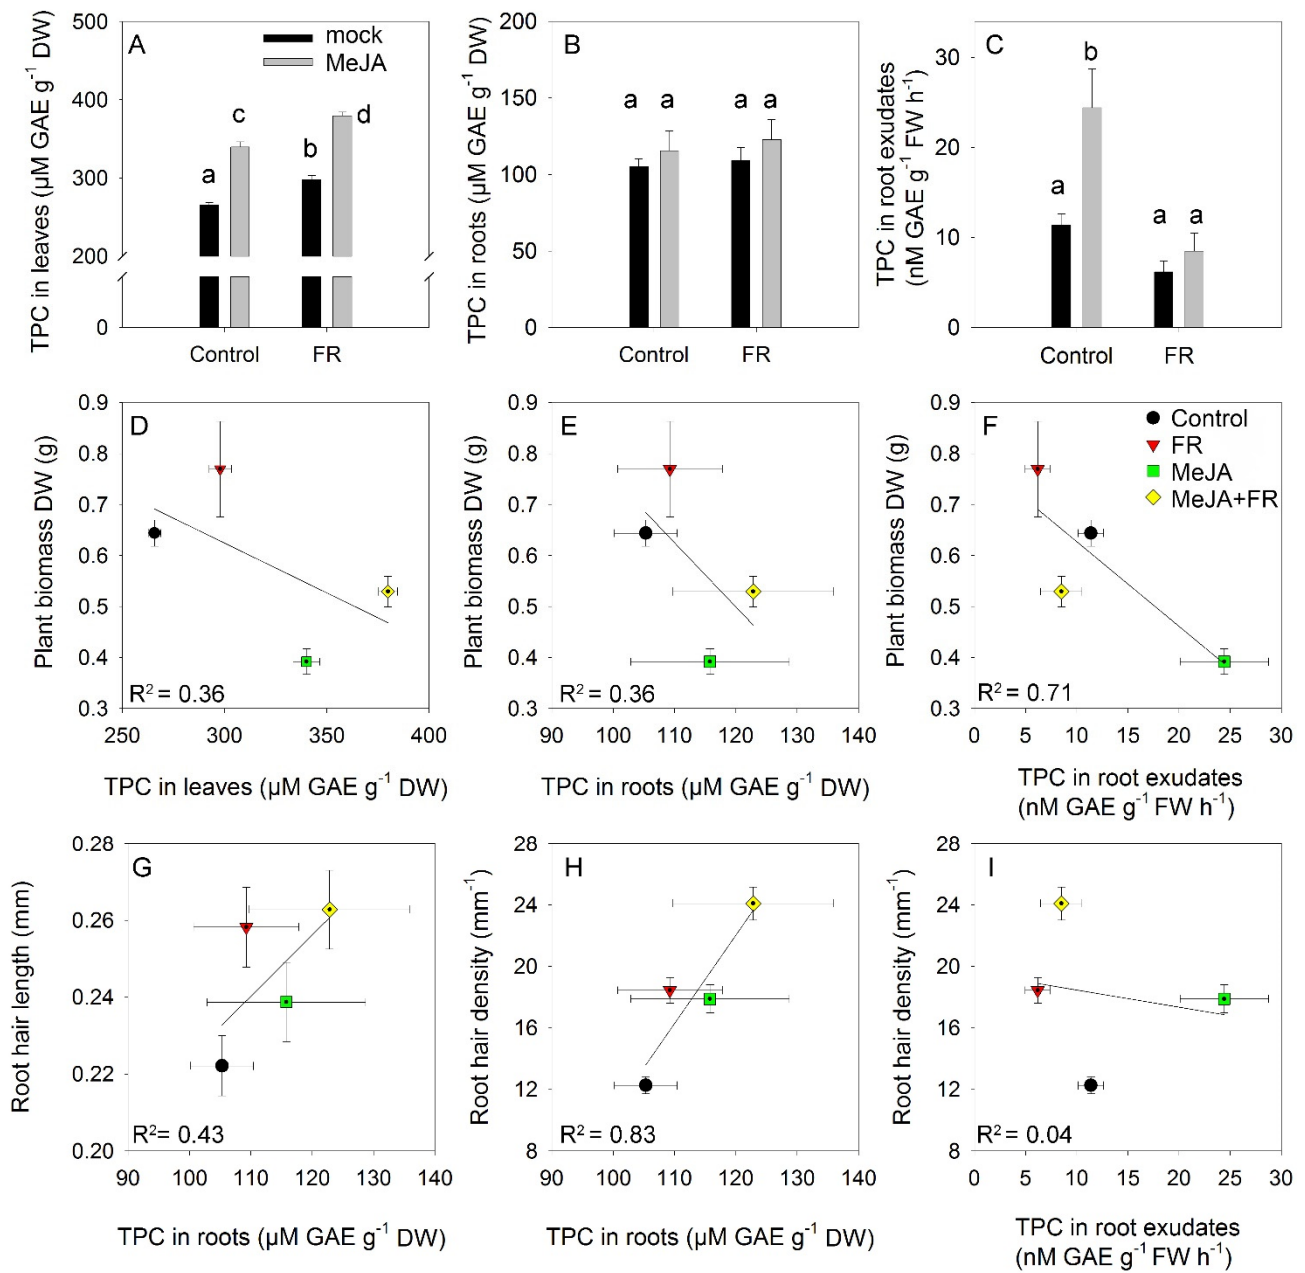 A
mock
MeJA
TPC in leaves (µM GAE g⁻¹ DW)
500
400
300
200
0
a
c
b
d
Control
FR
B
TPC in roots (µM GAE g⁻¹ DW)
200
150
100
50
0
a
a
a
a
Control
FR
C
TPC in root exudates
(nM GAE g⁻¹ FW h⁻¹)
30
20
10
0
a
b
a
a
Control
FR
D
Plant biomass DW (g)
0.9
0.8
0.7
0.6
0.5
0.4
0.3
R² = 0.36
250
300
350
400
TPC in leaves (µM GAE g⁻¹ DW)
E
Plant biomass DW (g)
0.9
0.8
0.7
0.6
0.5
0.4
0.3
R² = 0.36
90
100
110
120
130
140
TPC in roots (µM GAE g⁻¹ DW)
F
Control
FR
MeJA
MeJA+FR
Plant biomass DW (g)
0.9
0.8
0.7
0.6
0.5
0.4
0.3
R² = 0.71
0
5
10
15
20
25
30
TPC in root exudates
(nM GAE g⁻¹ FW h⁻¹)
G
Root hair length (mm)
0.28
0.26
0.24
0.22
0.20
R² = 0.43
90
100
110
120
130
140
TPC in roots (µM GAE g⁻¹ DW)
H
Root hair density (mm⁻¹)
28
24
20
16
12
8
R² = 0.83
90
100
110
120
130
140
TPC in roots (µM GAE g⁻¹ DW)
I
Root hair density (mm⁻¹)
28
24
20
16
12
8
R² = 0.04
0
5
10
15
20
25
30
TPC in root exudates
(nM GAE g⁻¹ FW h⁻¹)